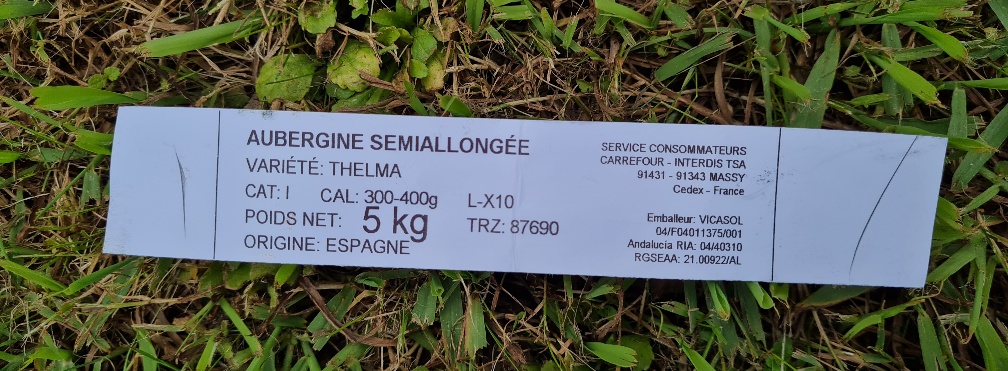 AUBERGINE SEMIALLONGÉE
VARIÉTÉ: THELMA
CAT: I CAL: 300-400g L-X10
POIDS NET: 5 kg TRZ: 87690
ORIGINE: ESPAGNE
SERVICE CONSOMMATEURS
CARREFOUR - INTERDIS TSA
91431 - 91343 MASSY
Cedex - France
Emballeur: VICASOL
04/F04011375/001
Andalucia RIA: 04/40310
RGSEAA: 21.00922/AL